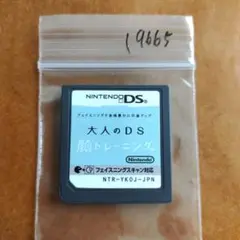 19665
NINTENDO DS
大人のDS
顔トレーニング
Nintendo
フェイスニングスキャン対応
NTR-YKOJ-JPN